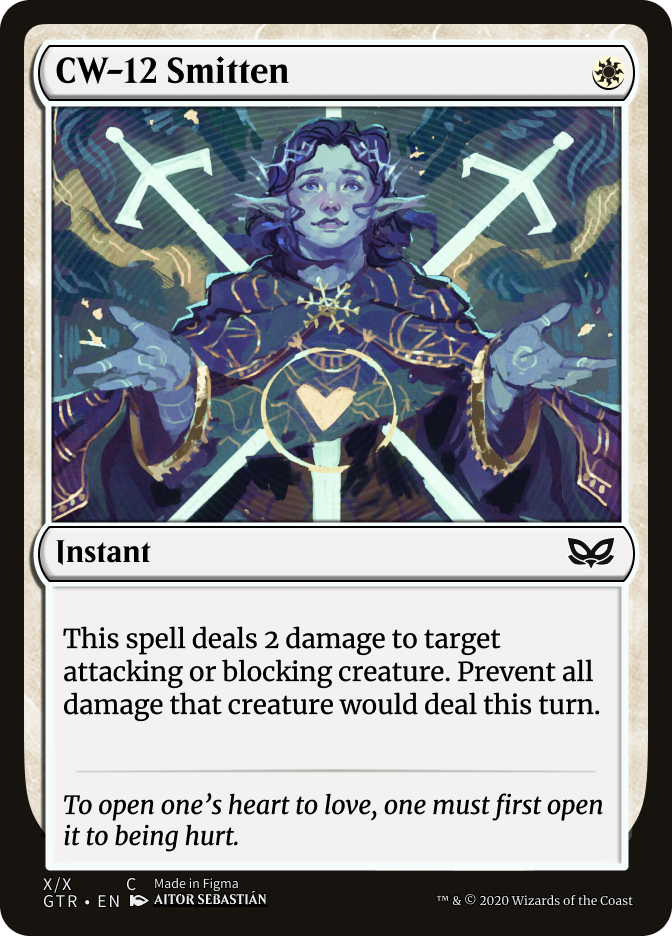 CW-12 Smitten
Instant
This spell deals 2 damage to target
attacking or blocking creature. Prevent all
damage that creature would deal this turn.
To open one’s heart to love, one must first open
it to being hurt.
X/X C Made in Figma
GTR • EN AITOR SEBASTIÁN
™ & © 2020 Wizards of the Coast